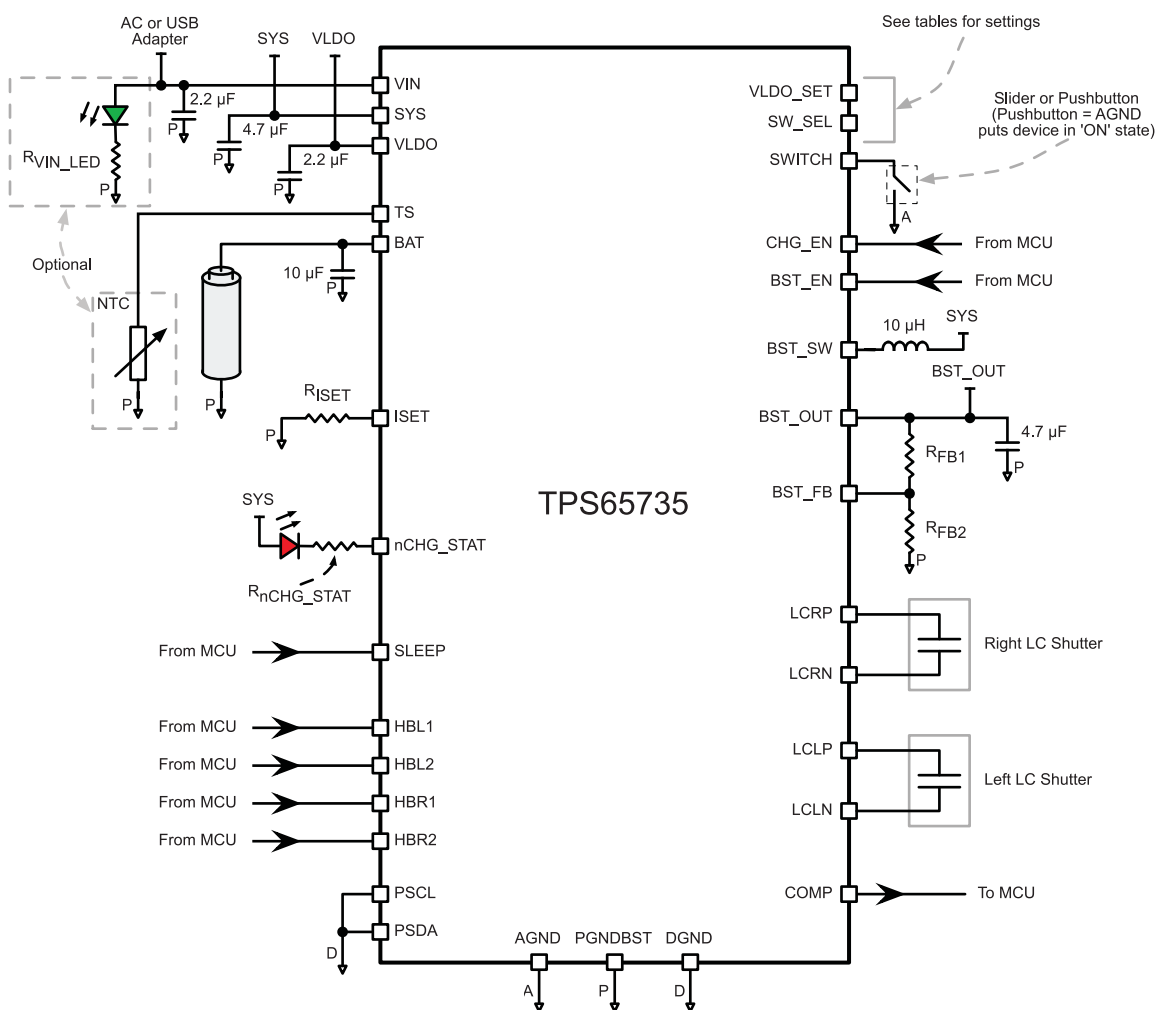 AC or USB
Adapter
SYS
VLDO
See tables for settings
VIN
2.2 µF
SYS
4.7 µF
VLDO
2.2 µF
P
P
P
RVIN_LED
P
VLDO_SET
SW_SEL
Slider or Pushbutton
(Pushbutton = AGND
puts device in 'ON' state)
SWITCH
A
TS
BAT
10 µF
P
Optional
NTC
P
P
CHG_EN
From MCU
BST_EN
From MCU
BST_SW
10 µH
SYS
BST_OUT
BST_OUT
4.7 µF
P
RFB1
BST_FB
RFB2
P
RISET
ISET
P
TPS65735
SYS
nCHG_STAT
RnCHG_STAT
LCRP
LCRN
Right LC Shutter
From MCU
SLEEP
From MCU
HBL1
From MCU
HBL2
From MCU
HBR1
From MCU
HBR2
LCLP
LCLN
Left LC Shutter
PSCL
PSDA
D
COMP
To MCU
AGND
PGNDBST
DGND
A
P
D